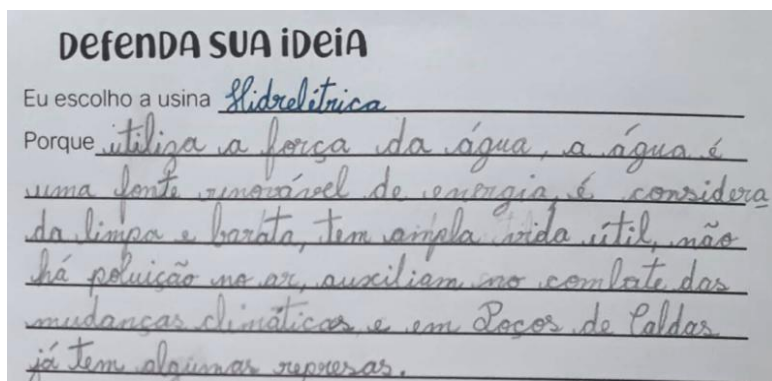 DEFENDA SUA IDEIA
Eu escolho a usina Hidrelétrica
Porque utiliza a força da água, a água é
uma fonte renovável de energia, é considera
da limpa e barata, tem ampla vida útil, não
há poluição no ar, auxiliam no combate das
mudanças climáticas e em Poços de Caldas
já tem algumas represas.